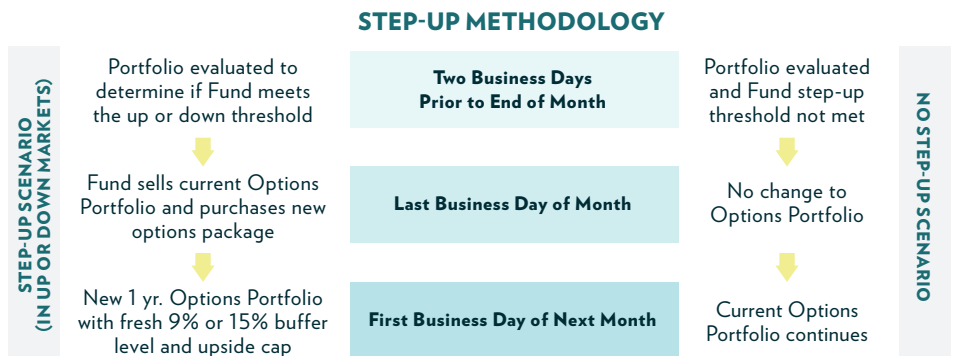 STEP-UP METHODOLOGY
STEP-UP SCENARIO
(IN UP OR DOWN MARKETS)
Portfolio evaluated to
determine if Fund meets
the up or down threshold
Fund sells current Options
Portfolio and purchases new
options package
New 1 yr. Options Portfolio
with fresh 9% or 15% buffer
level and upside cap
Two Business Days
Prior to End of Month
Last Business Day of Month
First Business Day of Next Month
Portfolio evaluated
and Fund step-up
threshold not met
No change to
Options Portfolio
Current Options
Portfolio continues
NO STEP-UP SCENARIO